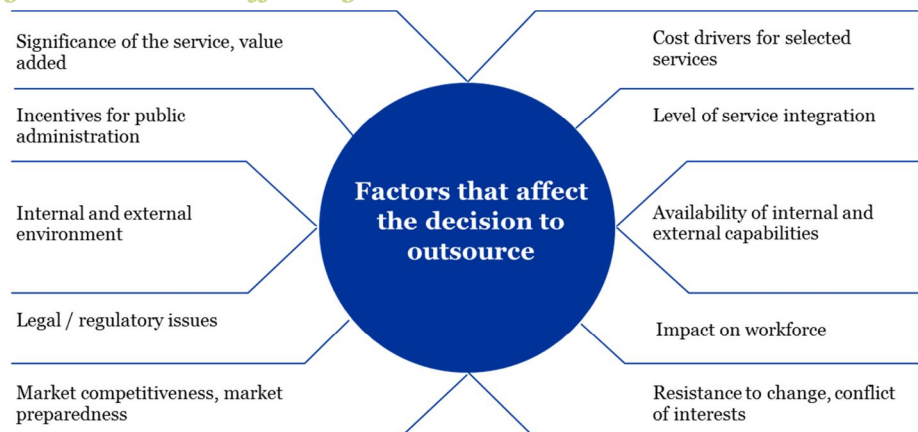 Significance of the service, value
added
Incentives for public
administration
Internal and external
environment
Legal / regulatory issues
Market competitiveness, market
preparedness
Factors that affect
the decision to
outsource
Cost drivers for selected
services
Level of service integration
Availability of internal and
external capabilities
Impact on workforce
Resistance to change, conflict
of interests